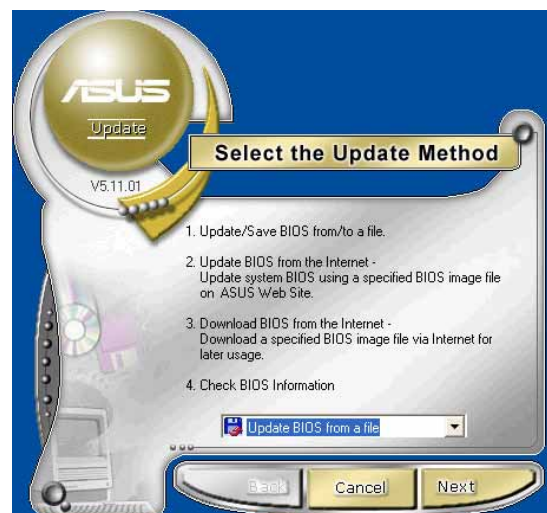 ASUS
Update
V5.11.01
Select the Update Method
1. Update/Save BIOS from/to a file.
2. Update BIOS from the Internet -
Update system BIOS using a specified BIOS image file
on ASUS Web Site.
3. Download BIOS from the Internet -
Download a specified BIOS image file via Internet for
later usage.
4. Check BIOS Information
Update BIOS from a file
Back
Cancel
Next